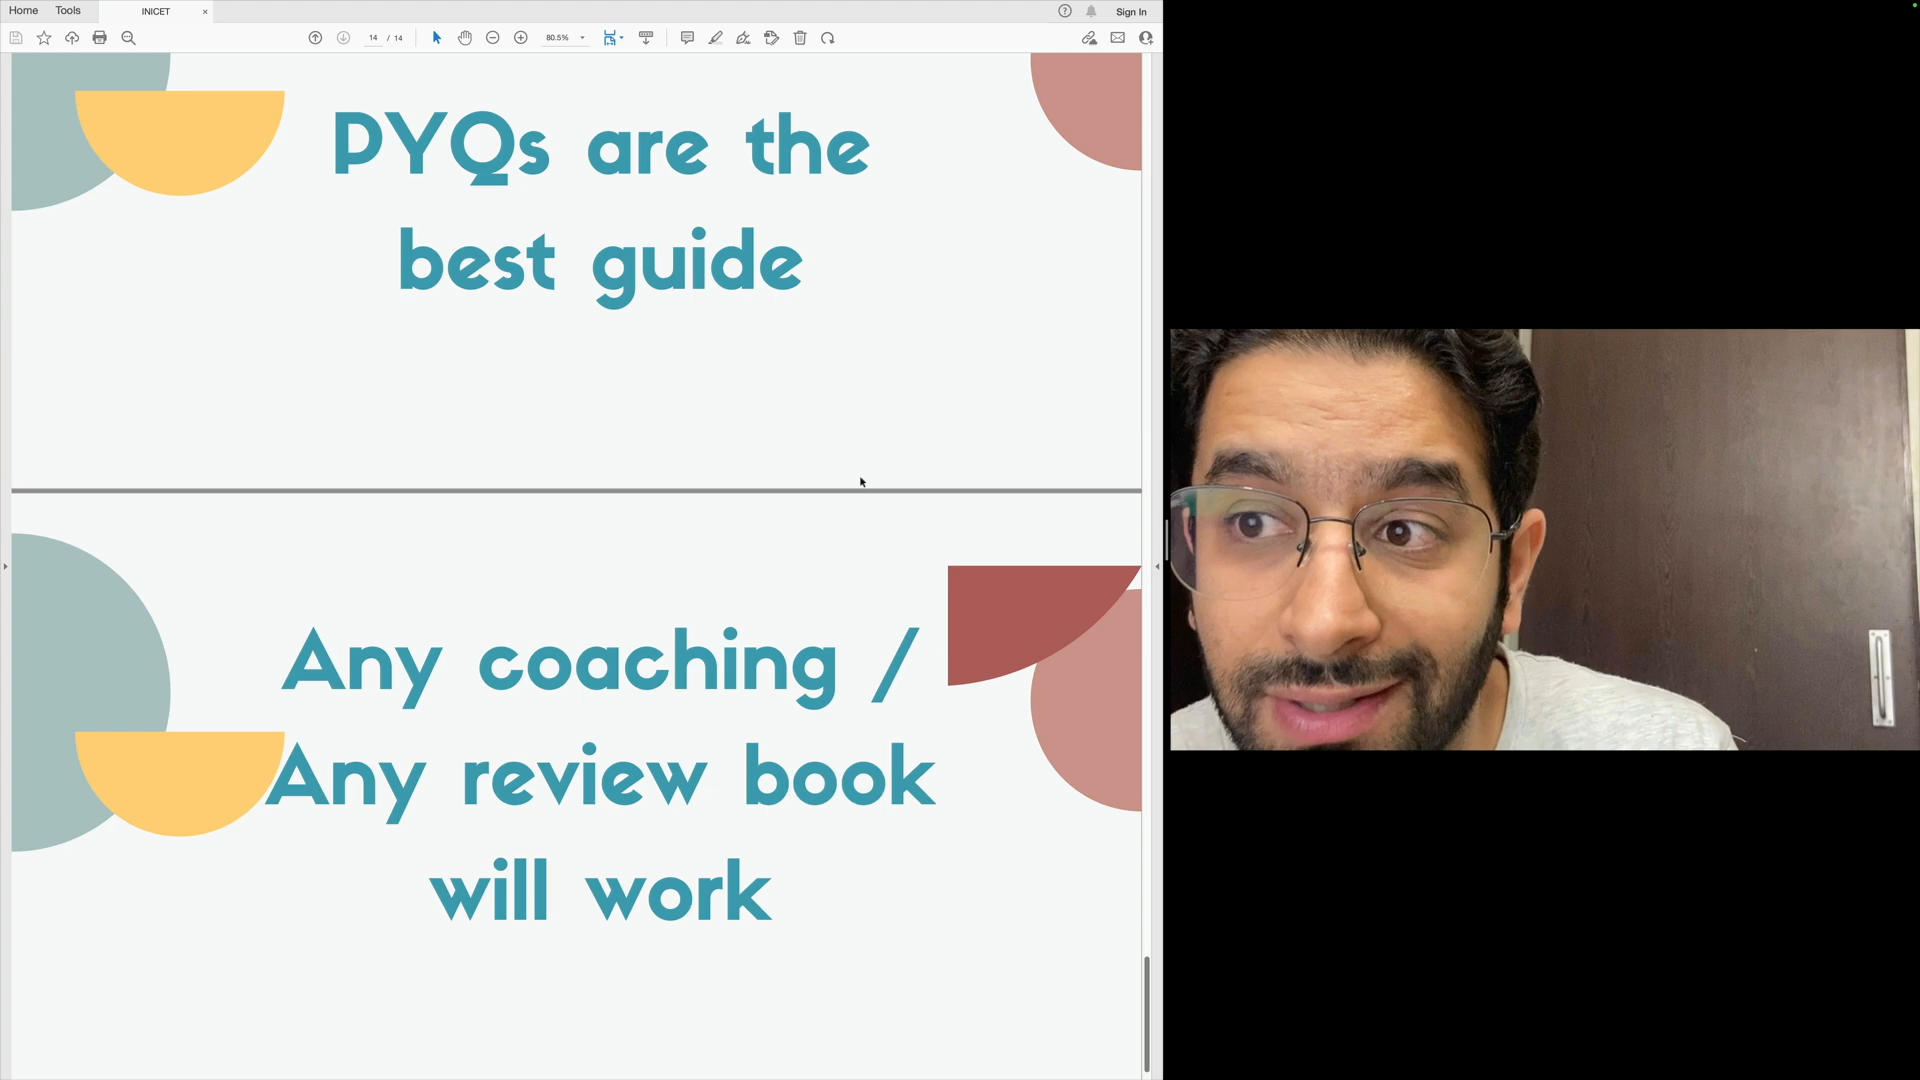 Home Tools INICET × Sign In
14 / 14 80.5%
PYQs are the
best guide
Any coaching /
Any review book
will work